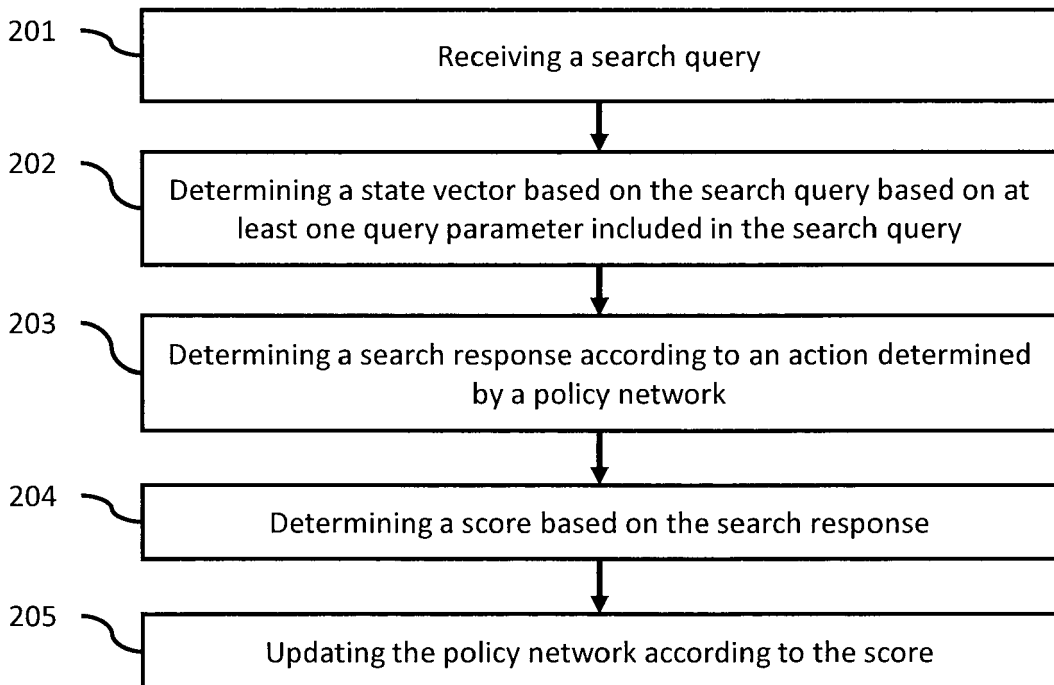 201
Receiving a search query
202
Determining a state vector based on the search query based on at
least one query parameter included in the search query
203
Determining a search response according to an action determined
by a policy network
204
Determining a score based on the search response
205
Updating the policy network according to the score